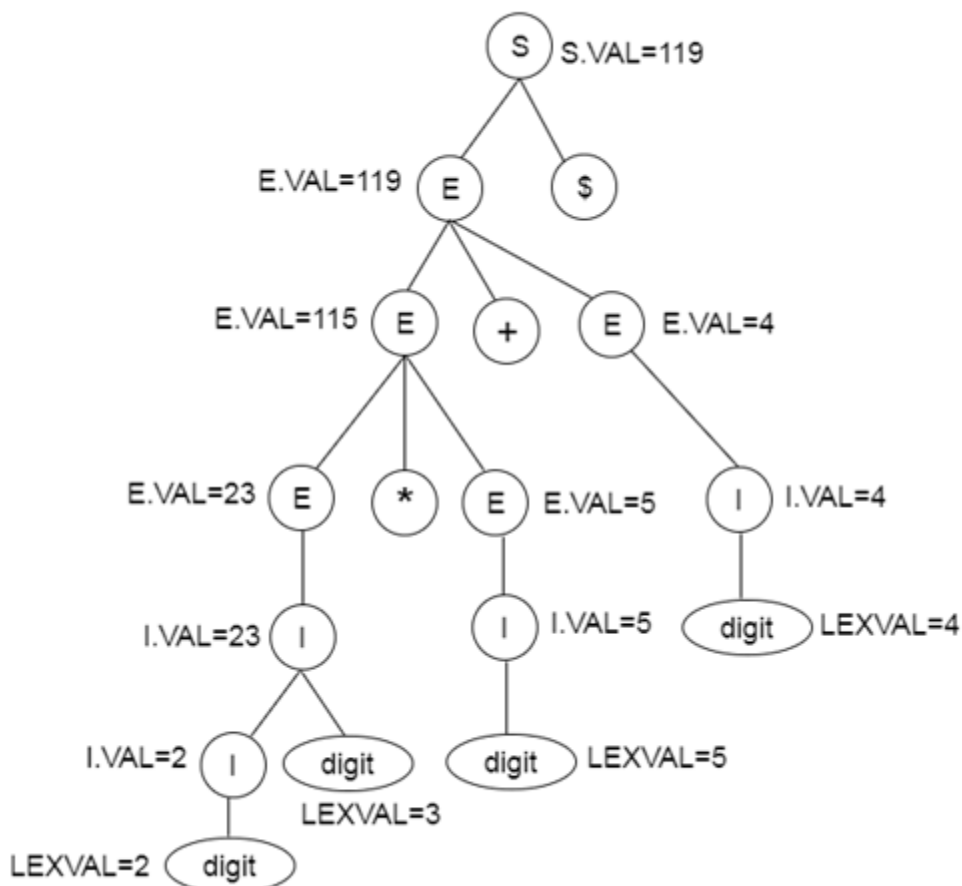 S S.VAL=119
E.VAL=119 E $
E.VAL=115 E + E E.VAL=4
E.VAL=23 E * E E.VAL=5 I I.VAL=4
I.VAL=23 I I I.VAL=5 digit LEXVAL=4
I.VAL=2 I digit digit LEXVAL=5
LEXVAL=3
LEXVAL=2 digit